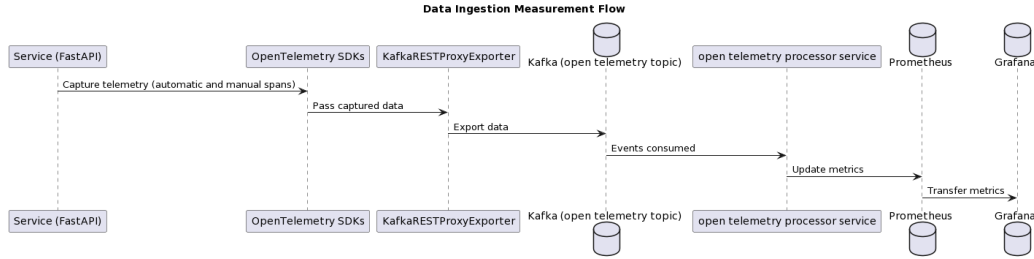 Data Ingestion Measurement Flow
Service (FastAPI) OpenTelemetry SDKs KafkaRESTProxyExporter Kafka (open telemetry topic) open telemetry processor service Prometheus Grafana
Capture telemetry (automatic and manual spans)
Pass captured data
Export data
Events consumed
Update metrics
Transfer metrics
Service (FastAPI) OpenTelemetry SDKs KafkaRESTProxyExporter Kafka (open telemetry topic) open telemetry processor service Prometheus Grafana